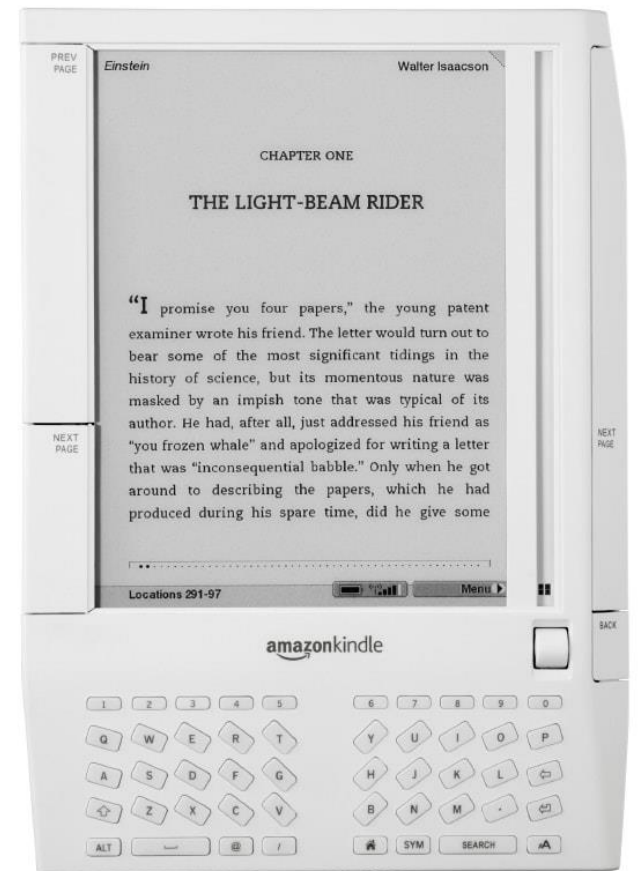 PREV
PAGE
Einstein
Walter Isaacson
CHAPTER ONE
THE LIGHT-BEAM RIDER
“I promise you four papers,” the young patent
examiner wrote his friend. The letter would turn out to
bear some of the most significant tidings in the
history of science, but its momentous nature was
masked by an impish tone that was typical of its
author. He had, after all, just addressed his friend as
“you frozen whale” and apologized for writing a letter
that was “inconsequential babble.” Only when he got
around to describing the papers, which he had
produced during his spare time, did he give some
NEXT
PAGE
NEXT
PAGE
Locations 291-97
Menu
BACK
amazonkindle
1 2 3 4 5 6 7 8 9 0
Q W E R T Y U I O P
A S D F G H J K L
Z X C V B N M .
ALT @ / SYM SEARCH AA